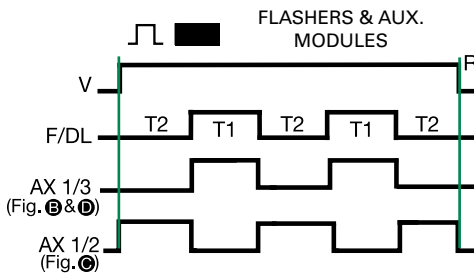 FLASHERS & AUX.
MODULES
V
R
F/DL T2 T1 T2 T1 T2
AX 1/3
(Fig. B & D)
AX 1/2
(Fig. C)